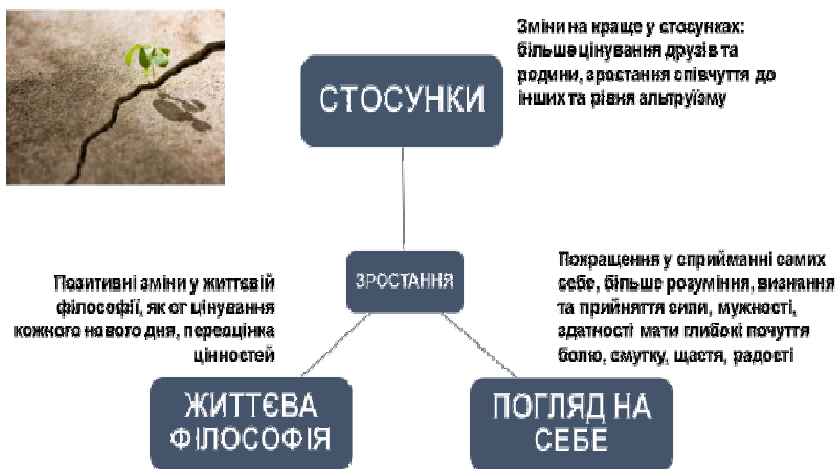 Зміни на краще у стосунках:
більше цінування друзів та
родини, зростання співчуття до
інших та рівня альтруїзму
СТОСУНКИ
ЗРОСТАННЯ
Позитивні зміни у життєвій
філософії, як от цінування
кожного нового дня, переоцінка
цінностей
Покращення у сприйманні самих
себе, більше розуміння, визнання
та прийняття сили, мужності,
здатності мати глибокі почуття
болю, смутку, щастя, радості
ЖИТТЄВА
ФІЛОСОФІЯ
ПОГЛЯД НА
СЕБЕ